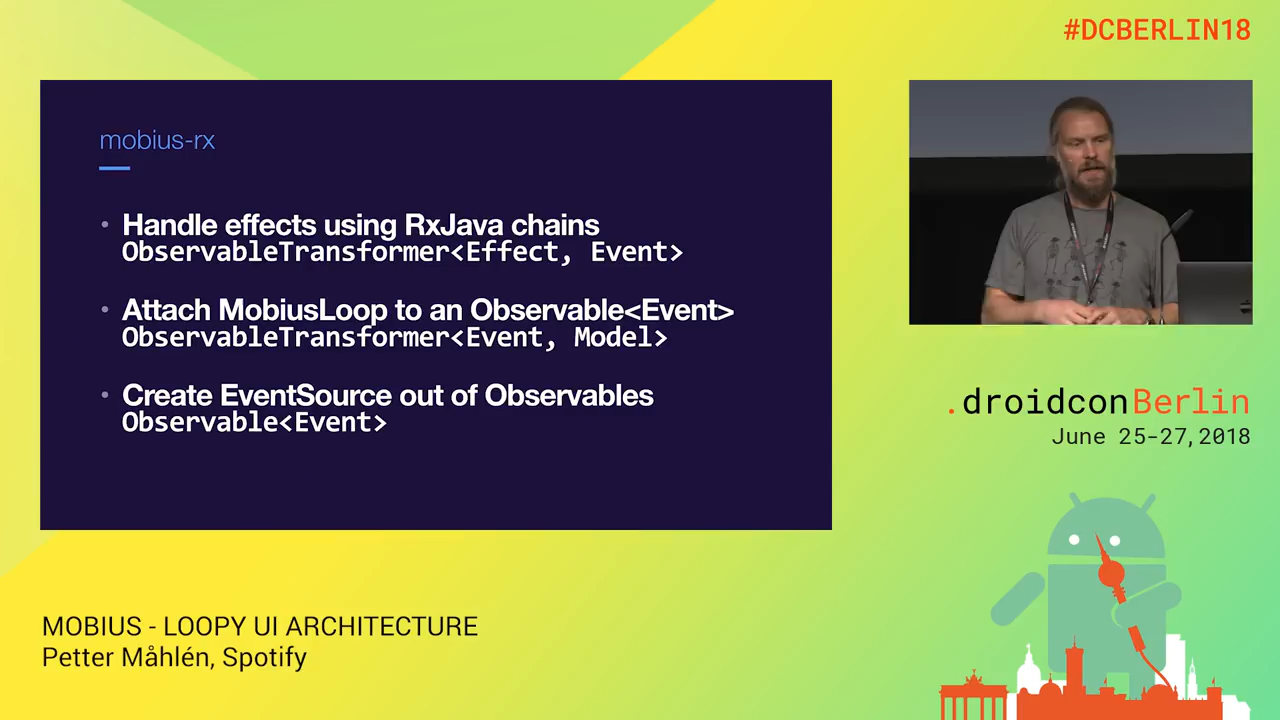 #DCBERLIN18
mobius-rx
• Handle effects using RxJava chains
ObservableTransformer<Effect, Event>
• Attach MobiusLoop to an Observable<Event>
ObservableTransformer<Event, Model>
• Create EventSource out of Observables
Observable<Event>
.droidconBerlin
June 25-27,2018
MOBIUS - LOOPY UI ARCHITECTURE
Petter Måhlén, Spotify